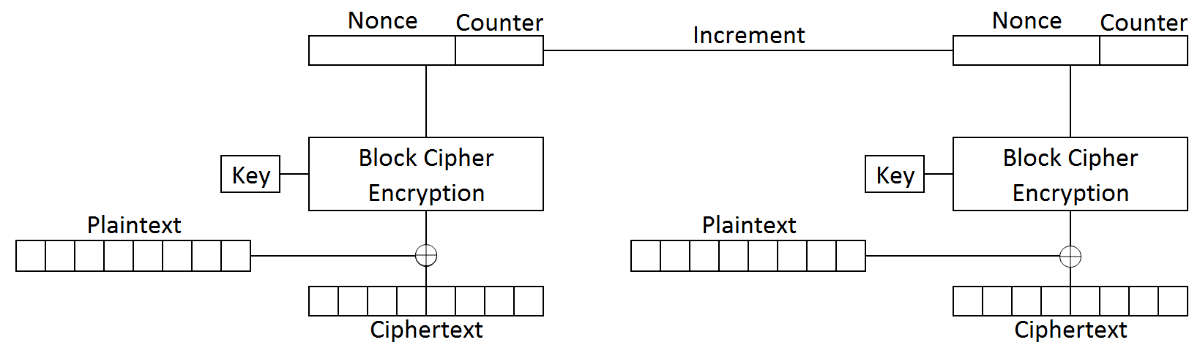 Nonce Counter
Increment
Nonce Counter
Key
Block Cipher
Encryption
Key
Block Cipher
Encryption
Plaintext
Plaintext
Ciphertext
Ciphertext